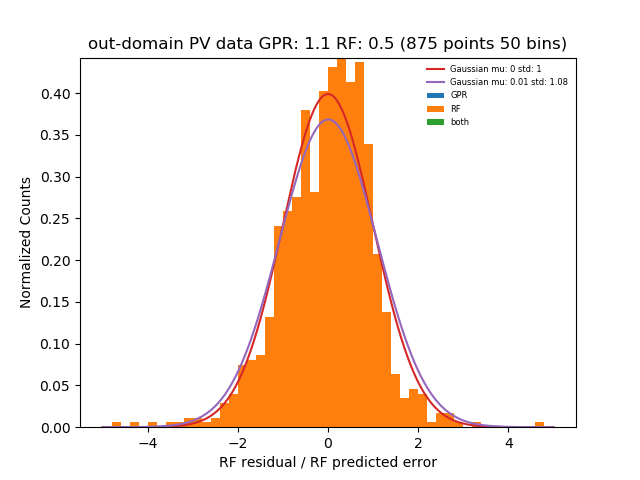 out-domain PV data GPR: 1.1 RF: 0.5 (875 points 50 bins)
Gaussian mu: 0 std: 1
Gaussian mu: 0.01 std: 1.08
GPR
RF
both
Normalized Counts
0.40
0.35
0.30
0.25
0.20
0.15
0.10
0.05
0.00
−4 −2 0 2 4
RF residual / RF predicted error